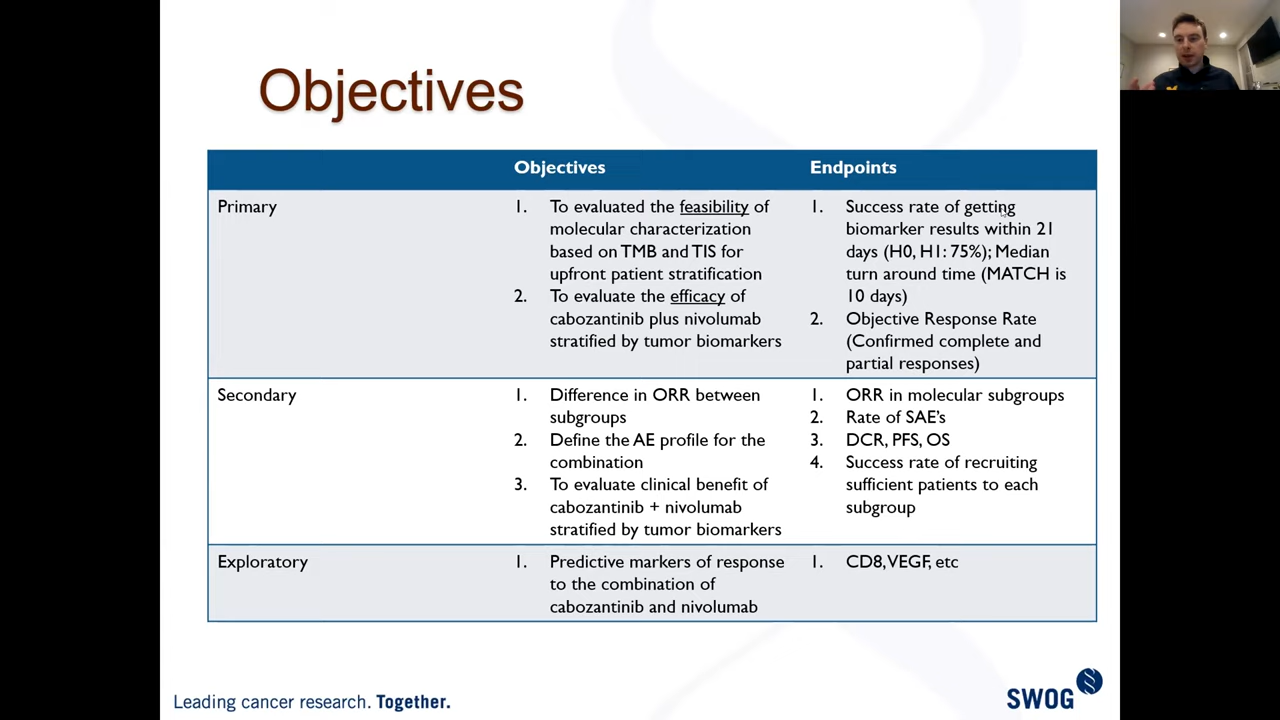 Objectives
Objectives
Endpoints
Primary
1. To evaluated the feasibility of
molecular characterization
based on TMB and TIS for
upfront patient stratification
2. To evaluate the efficacy of
cabozantinib plus nivolumab
stratified by tumor biomarkers
1. Success rate of getting
biomarker results within 21
days (H0, H1: 75%); Median
turn around time (MATCH is
10 days)
2. Objective Response Rate
(Confirmed complete and
partial responses)
Secondary
1. Difference in ORR between
subgroups
2. Define the AE profile for the
combination
3. To evaluate clinical benefit of
cabozantinib + nivolumab
stratified by tumor biomarkers
1. ORR in molecular subgroups
2. Rate of SAE's
3. DCR, PFS, OS
4. Success rate of recruiting
sufficient patients to each
subgroup
Exploratory
1. Predictive markers of response
to the combination of
cabozantinib and nivolumab
1. CD8, VEGF, etc
Leading cancer research. Together.
SWOG